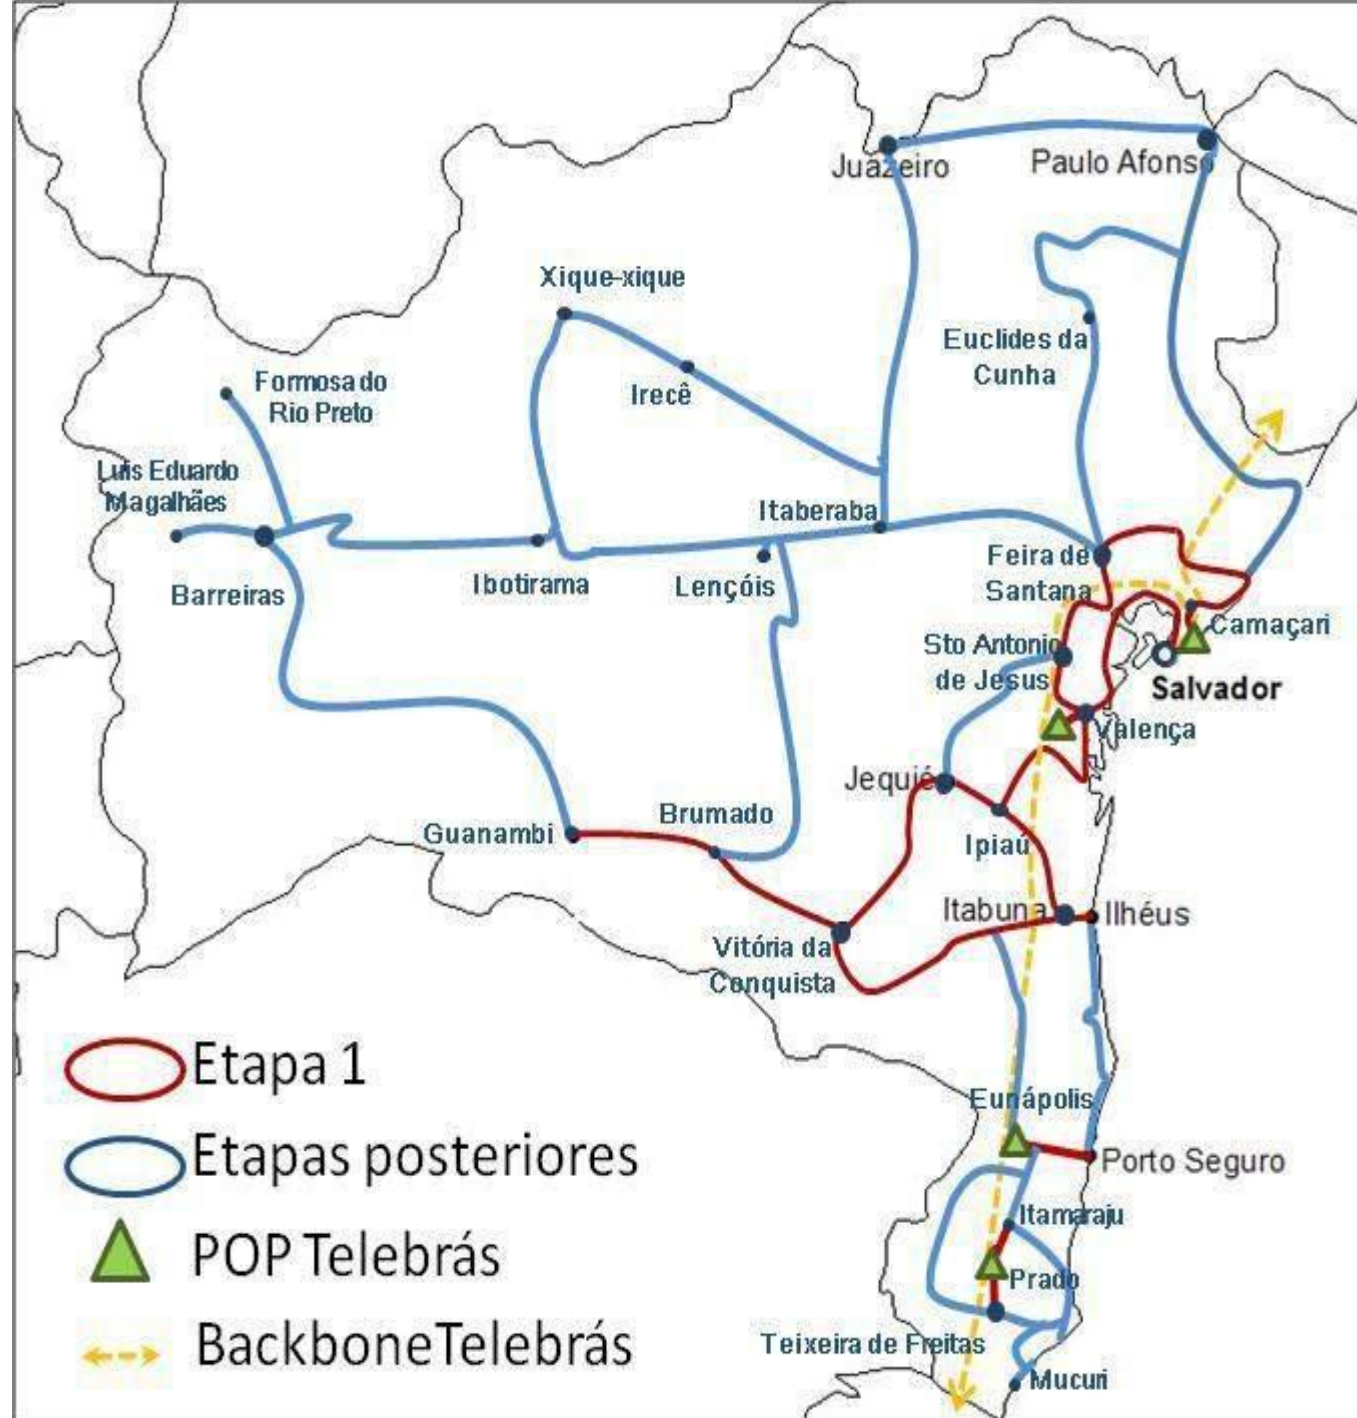 Juazeiro
Paulo Afonso
Xique-xique
Euclides da
Cunha
Formosa do
Rio Preto
Irecê
Luis Eduardo
Magalhães
Itaberaba
Feira de
Santana
Barreiras
Ibotirama
Lençóis
Camaçari
Sto Antonio
de Jesus
Salvador
Valença
Jequié
Brumado
Guanambi
Ipiaú
Itabuna
Ilhéus
Vitória da
Conquista
Etapa 1
Eunápolis
Etapas posteriores
Porto Seguro
Itamaraju
POP Telebrás
Prado
Teixeira de Freitas
BackboneTelebrás
Mucuri